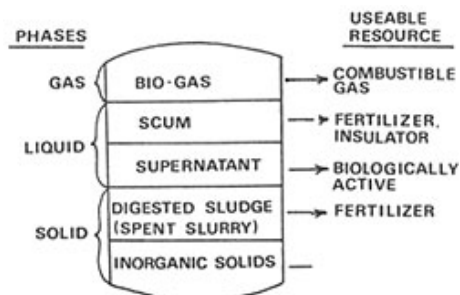 PHASES
USEABLE
RESOURCE
GAS
BIO-GAS
COMBUSTIBLE
GAS
LIQUID
SCUM
FERTILIZER,
INSULATOR
SUPERNATANT
BIOLOGICALLY
ACTIVE
SOLID
DIGESTED SLUDGE
(SPENT SLURRY)
FERTILIZER
INORGANIC SOLIDS